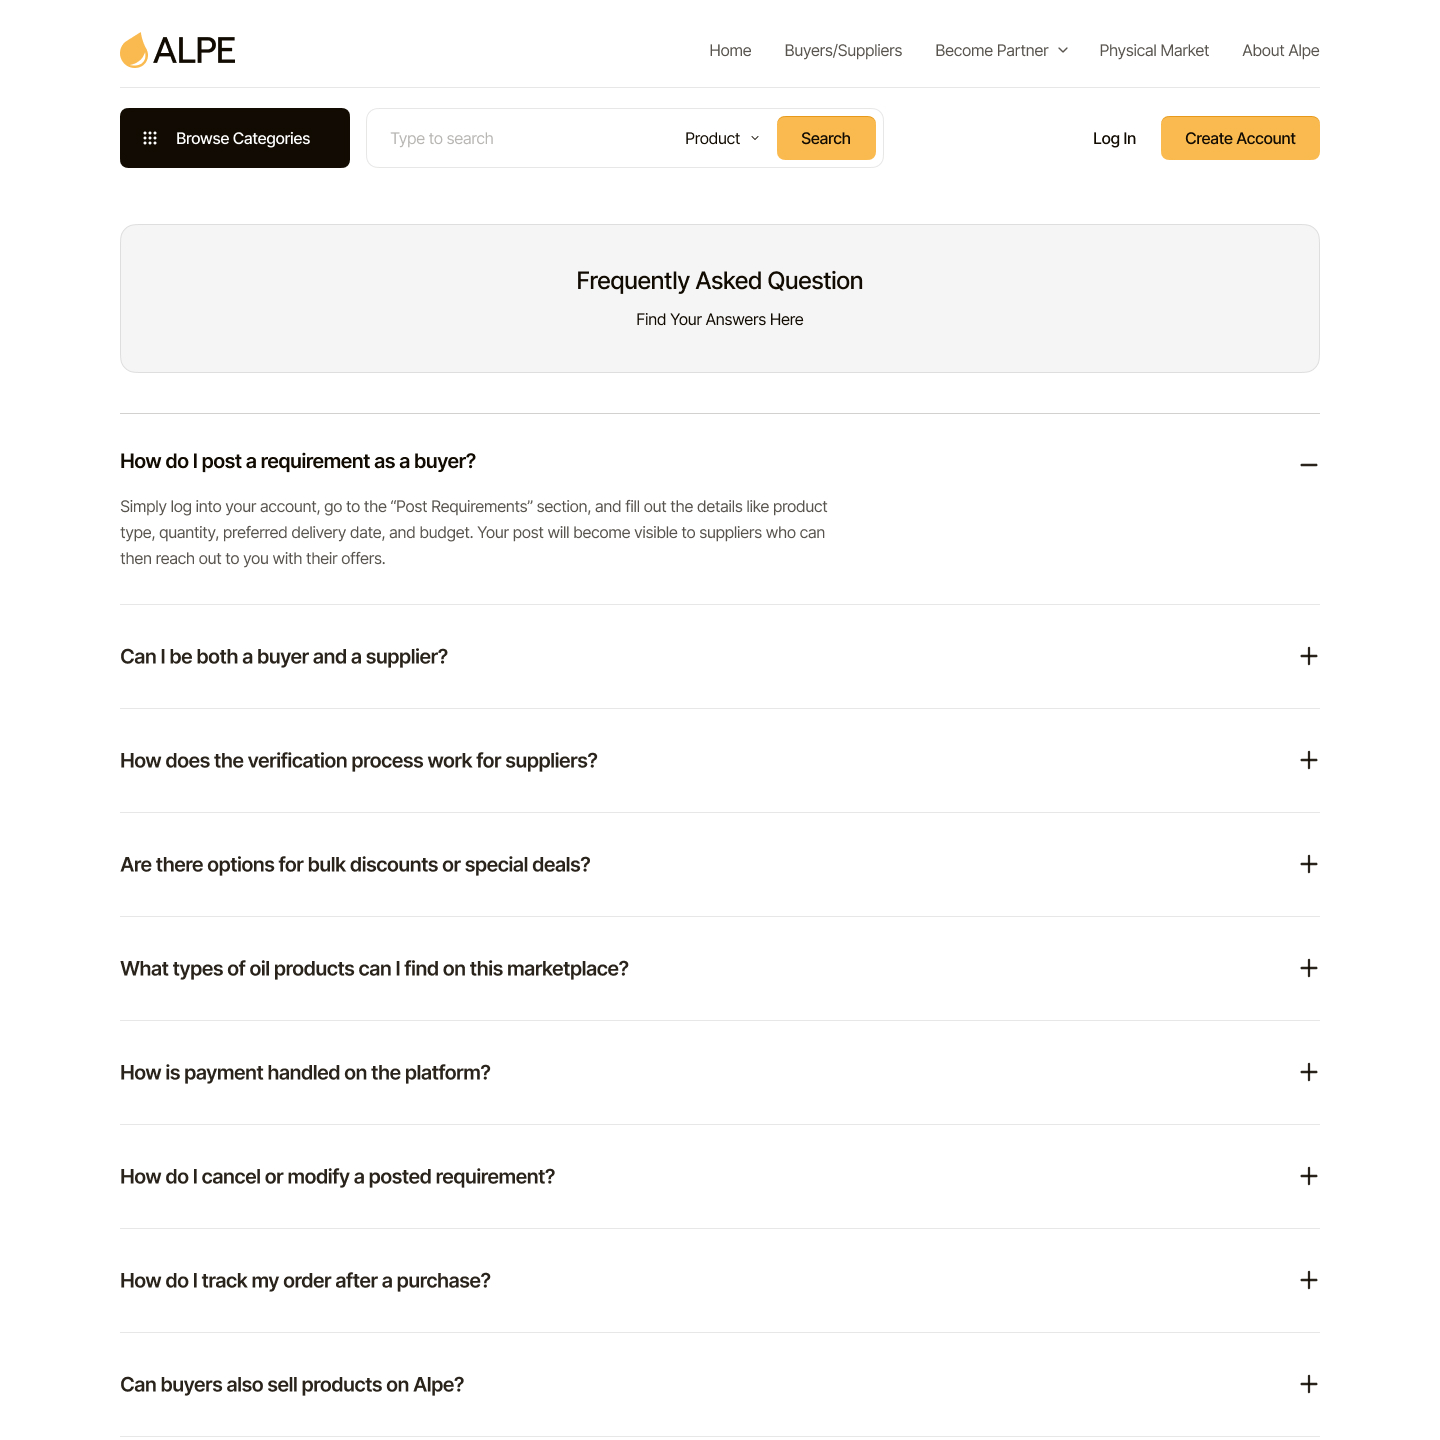 ALPE
Home Buyers/Suppliers Become Partner Physical Market About Alpe
Browse Categories Type to search Product Search Log In Create Account
Frequently Asked Question
Find Your Answers Here
How do I post a requirement as a buyer?
Simply log into your account, go to the “Post Requirements” section, and fill out the details like product
type, quantity, preferred delivery date, and budget. Your post will become visible to suppliers who can
then reach out to you with their offers.
Can I be both a buyer and a supplier?
How does the verification process work for suppliers?
Are there options for bulk discounts or special deals?
What types of oil products can I find on this marketplace?
How is payment handled on the platform?
How do I cancel or modify a posted requirement?
How do I track my order after a purchase?
Can buyers also sell products on Alpe?